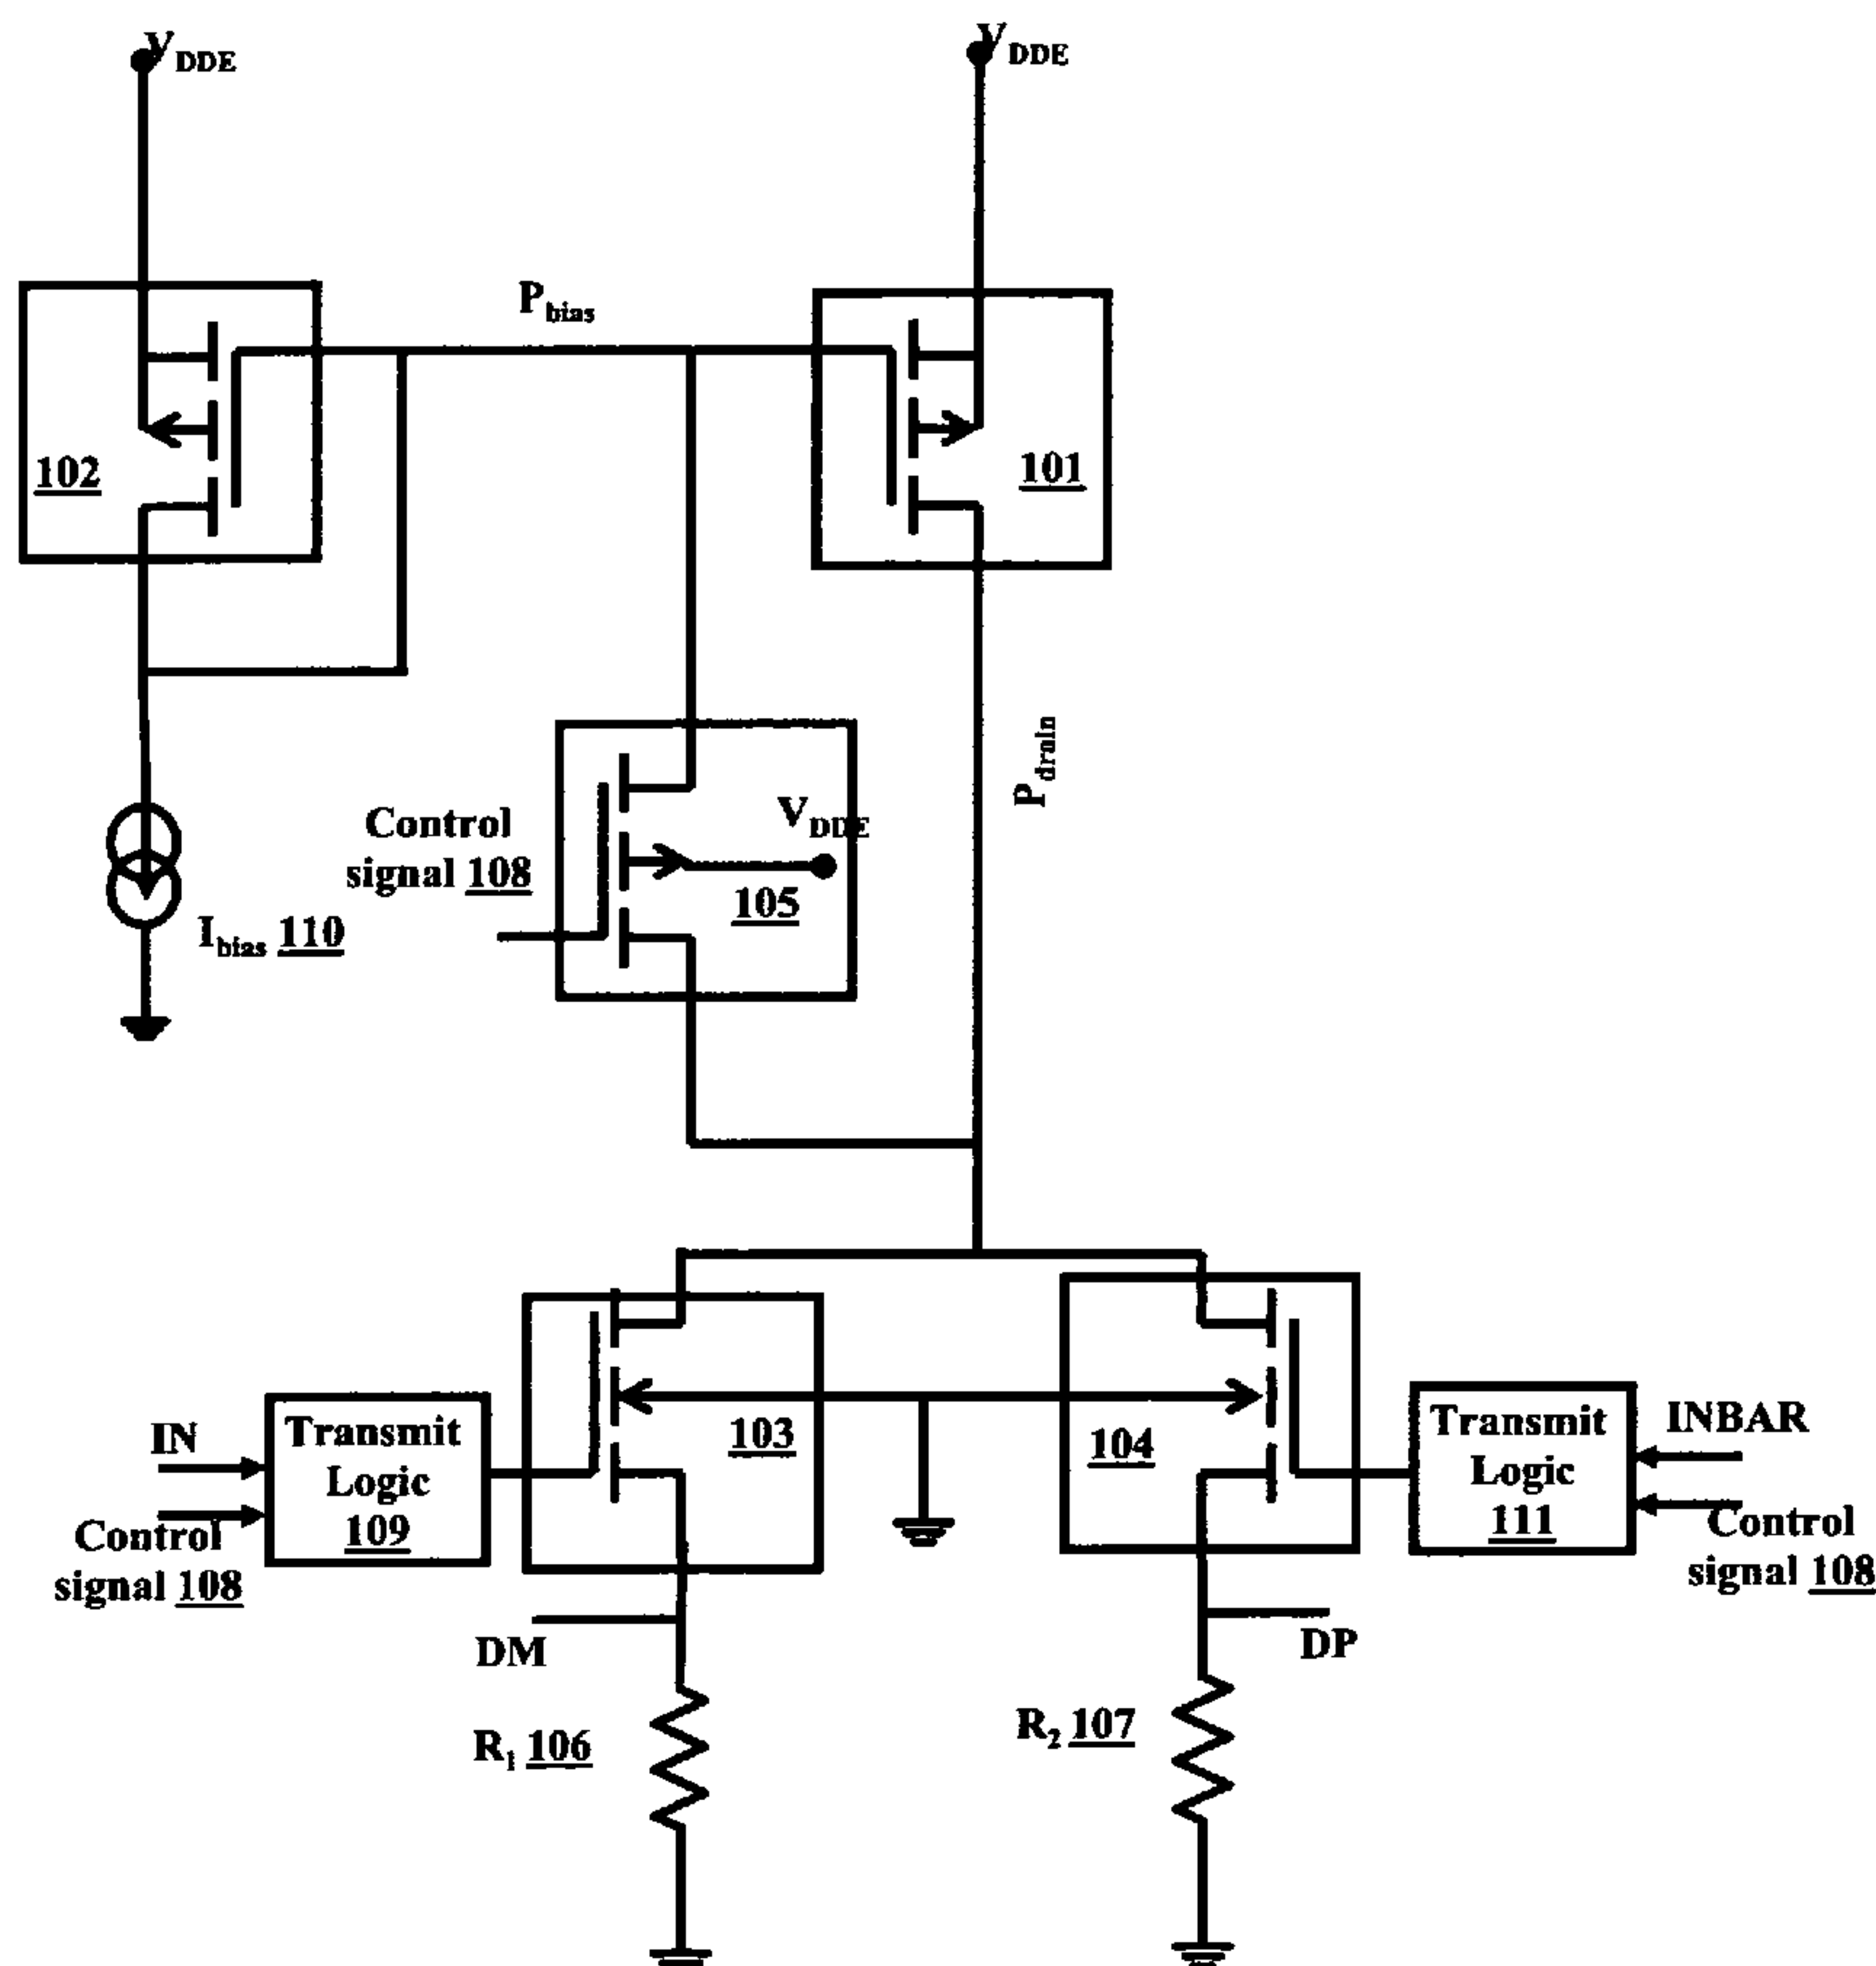 VDDE
VDDE
Pbias
102
101
Pdrain
Control
signal 108
VDDE
105
Ibias 110
IN
Transmit
Logic
109
Control
signal 108
103
104
Transmit
Logic
111
INBAR
Control
signal 108
DM
DP
R1 106
R2 107